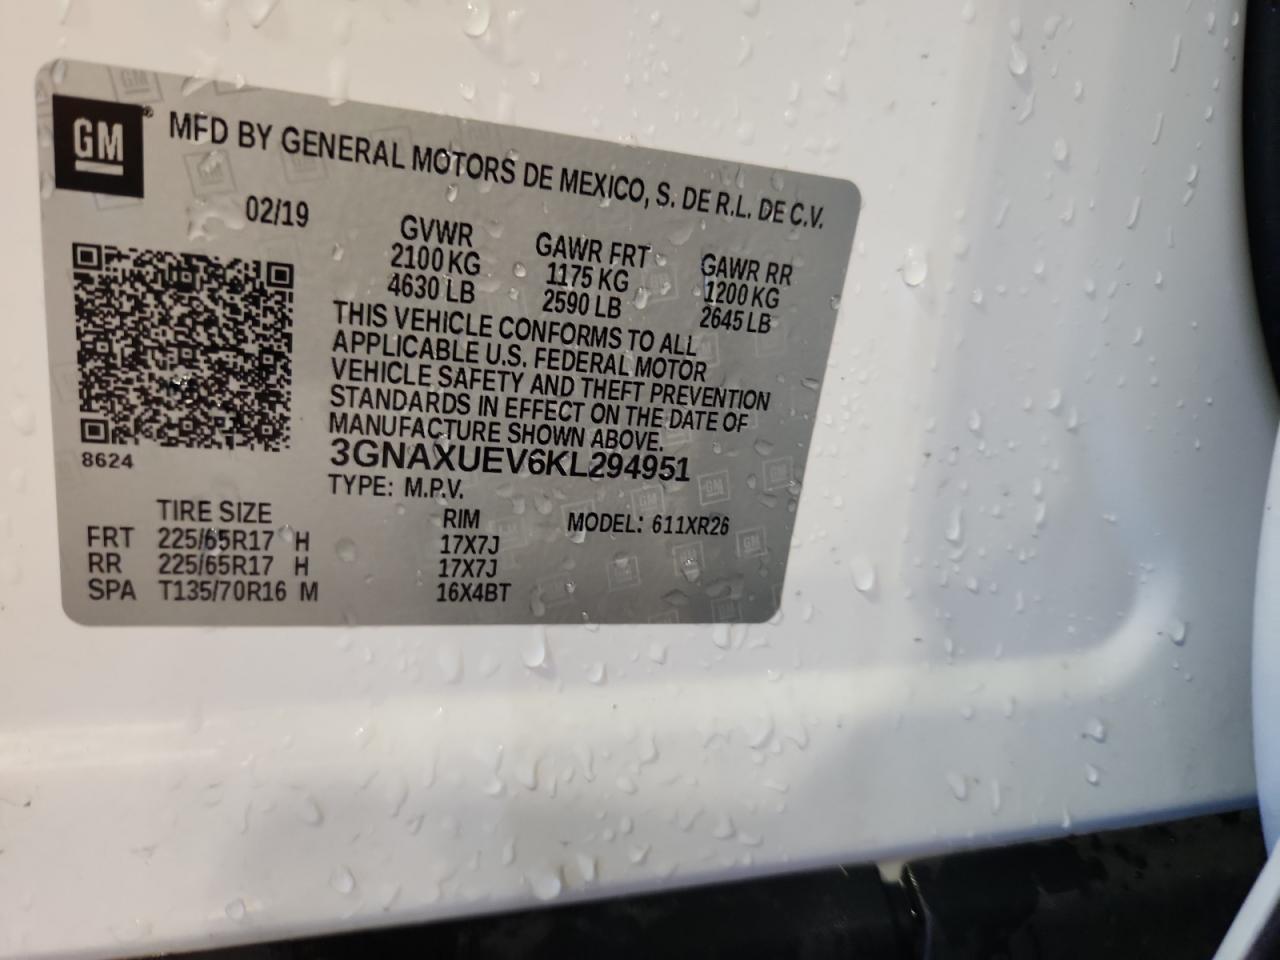 GM ® MFD BY GENERAL MOTORS DE MEXICO, S. DE R.L. DE C.V.
02/19
GVWR GAWR FRT GAWR RR
2100 KG 1175 KG 1200 KG
4630 LB 2590 LB 2645 LB
THIS VEHICLE CONFORMS TO ALL
APPLICABLE U.S. FEDERAL MOTOR
VEHICLE SAFETY AND THEFT PREVENTION
STANDARDS IN EFFECT ON THE DATE OF
MANUFACTURE SHOWN ABOVE.
8624 3GNAXUEV6KL294951
TYPE: M.P.V.
TIRE SIZE RIM MODEL: 611XR26
FRT 225/65R17 H 17X7J
RR 225/65R17 H 17X7J
SPA T135/70R16 M 16X4BT